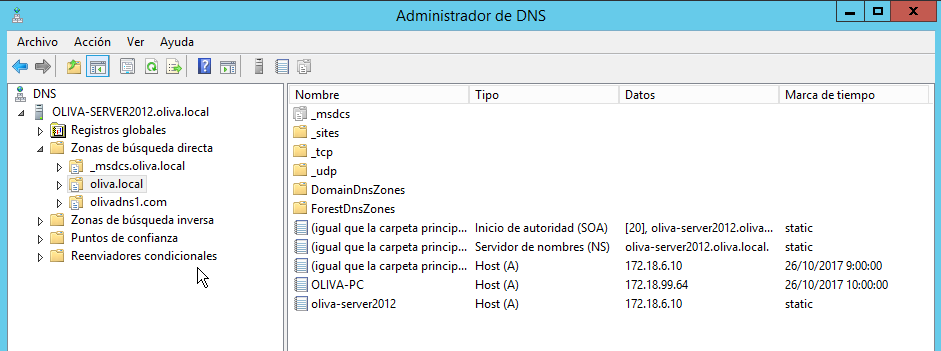 Administrador de DNS
Archivo Acción Ver Ayuda
DNS
OLIVA-SERVER2012.oliva.local
Registros globales
Zonas de búsqueda directa
_msdcs.oliva.local
oliva.local
olivadns1.com
Zonas de búsqueda inversa
Puntos de confianza
Reenviadores condicionales
Nombre Tipo Datos Marca de tiempo
_msdcs
_sites
_tcp
_udp
DomainDnsZones
ForestDnsZones
(igual que la carpeta princip... Inicio de autoridad (SOA) [20], oliva-server2012.oliva... static
(igual que la carpeta princip... Servidor de nombres (NS) oliva-server2012.oliva.local. static
(igual que la carpeta princip... Host (A) 172.18.6.10 26/10/2017 9:00:00
OLIVA-PC Host (A) 172.18.99.64 26/10/2017 10:00:00
oliva-server2012 Host (A) 172.18.6.10 static